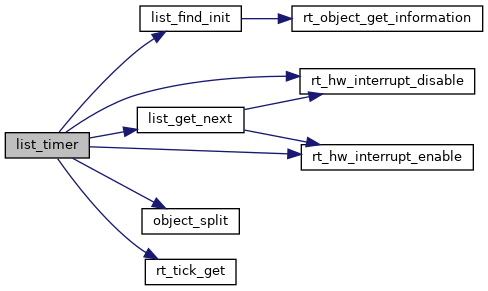 list_find_init
rt_object_get_information
rt_hw_interrupt_disable
list_get_next
list_timer
rt_hw_interrupt_enable
object_split
rt_tick_get